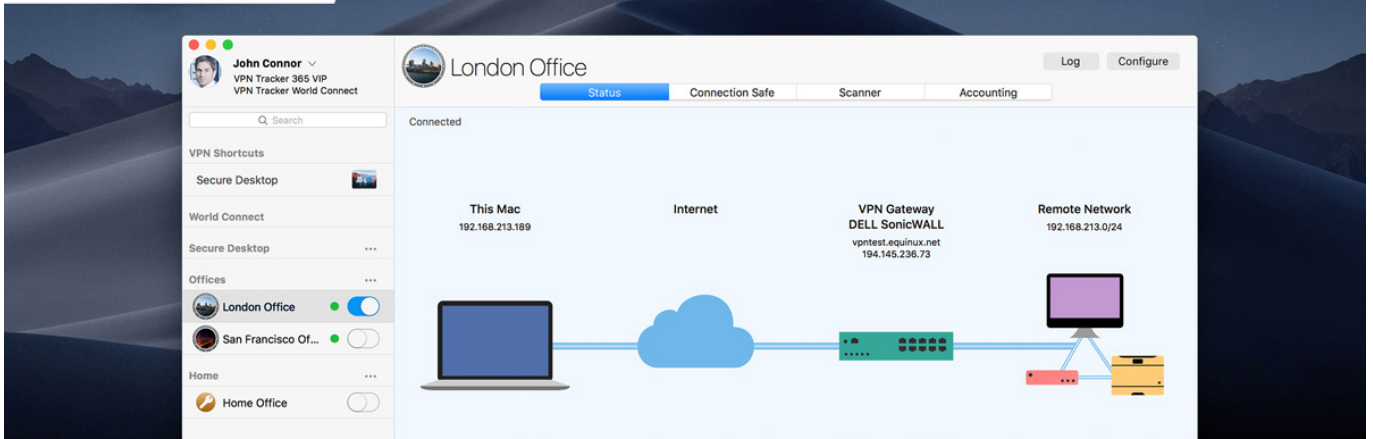 John Connor
VPN Tracker 365 VIP
VPN Tracker World Connect
Search
VPN Shortcuts
Secure Desktop
World Connect
Secure Desktop
Offices
London Office
San Francisco Of...
Home
Home Office
London Office
Log
Configure
Status
Connection Safe
Scanner
Accounting
Connected
This Mac
192.168.213.189
Internet
VPN Gateway
DELL SonicWALL
vpntest.equinux.net
194.145.236.73
Remote Network
192.168.213.0/24